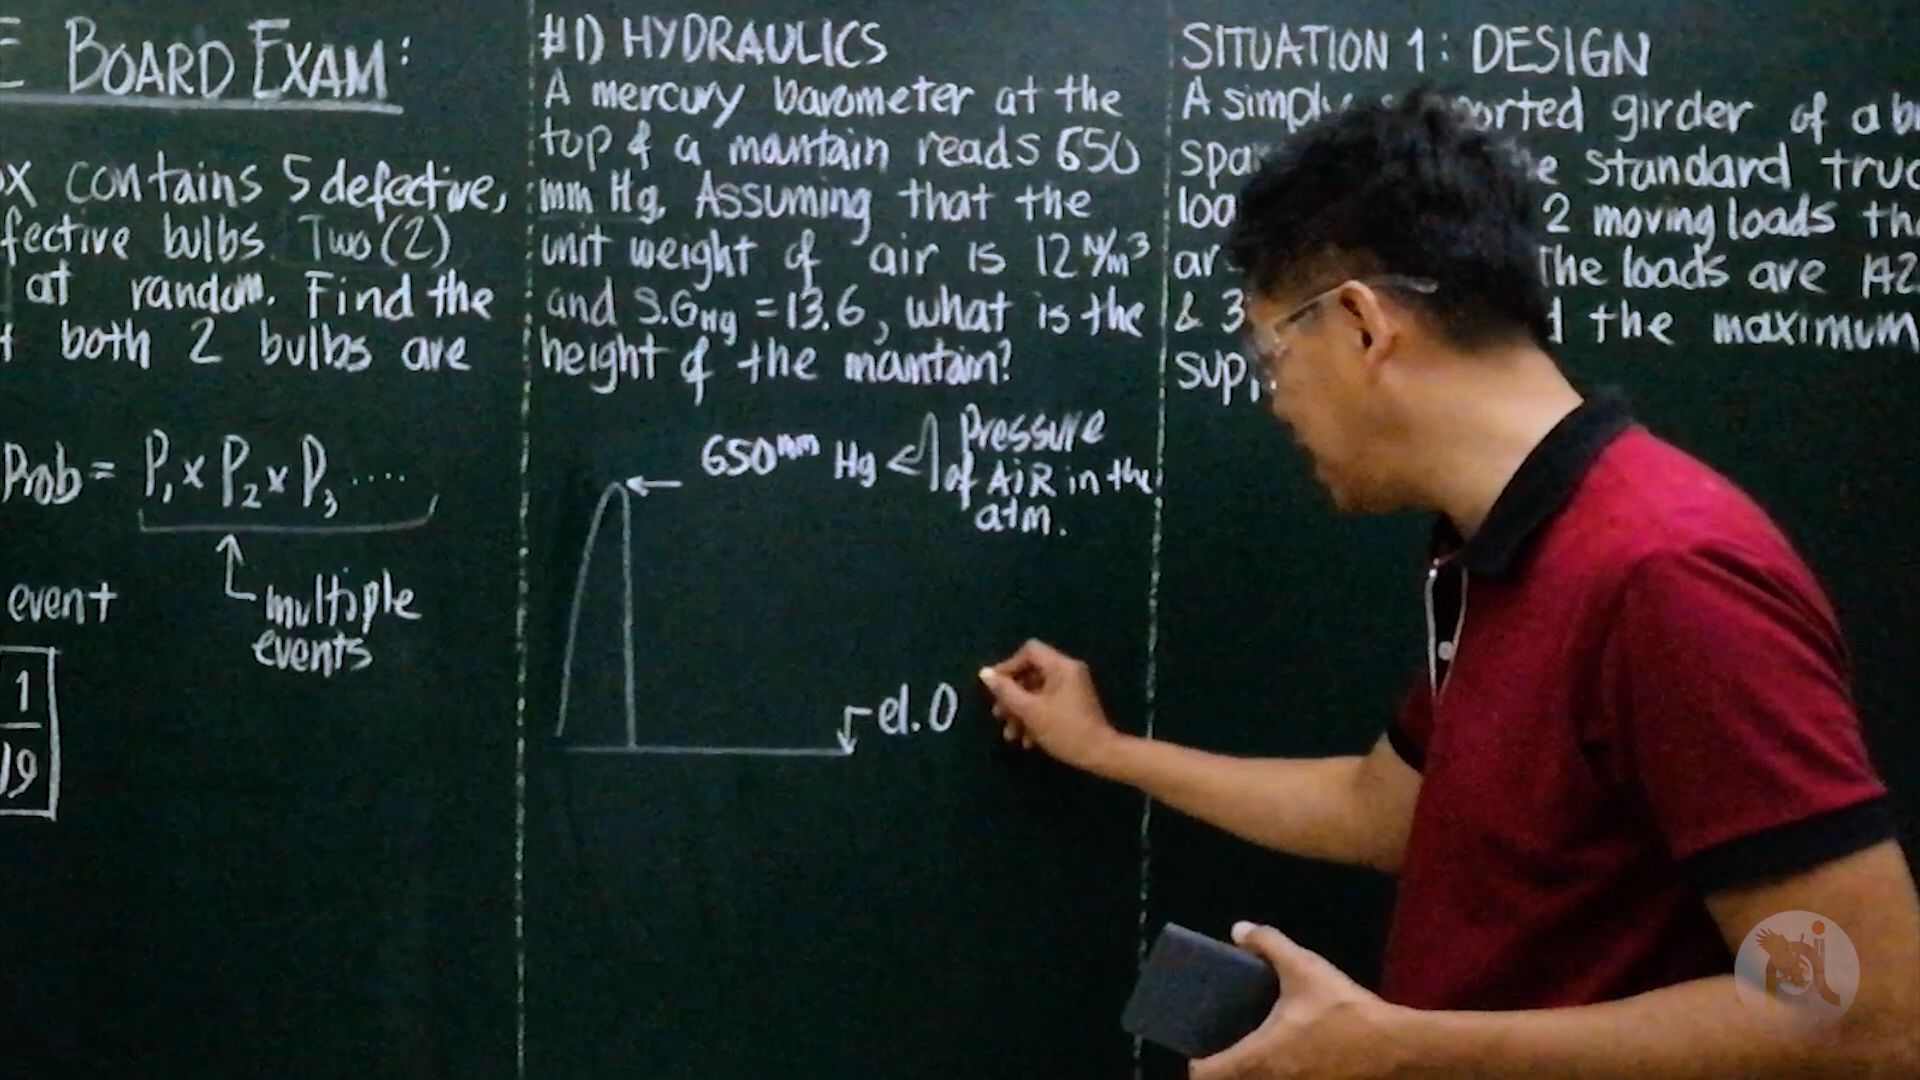 E BOARD EXAM:
ox contains 5 defective,
fective bulbs. Two (2)
at random. Find the
t both 2 bulbs are
Prob = P1 x P2 x P3 ....
multiple
events
event
1
19
#1) HYDRAULICS
A mercury barometer at the
top of a mountain reads 650
mm Hg. Assuming that the
unit weight of air is 12 N/m³
and S.G Hg = 13.6, what is the
height of the mountain?
650mm Hg
Pressure
of AiR in the
atm.
el. 0
SITUATION 1: DESIGN
A simply supported girder of a b
spa e standard truc
loa 2 moving loads tha
ar The loads are 142.
& 3 d the maximum
supp